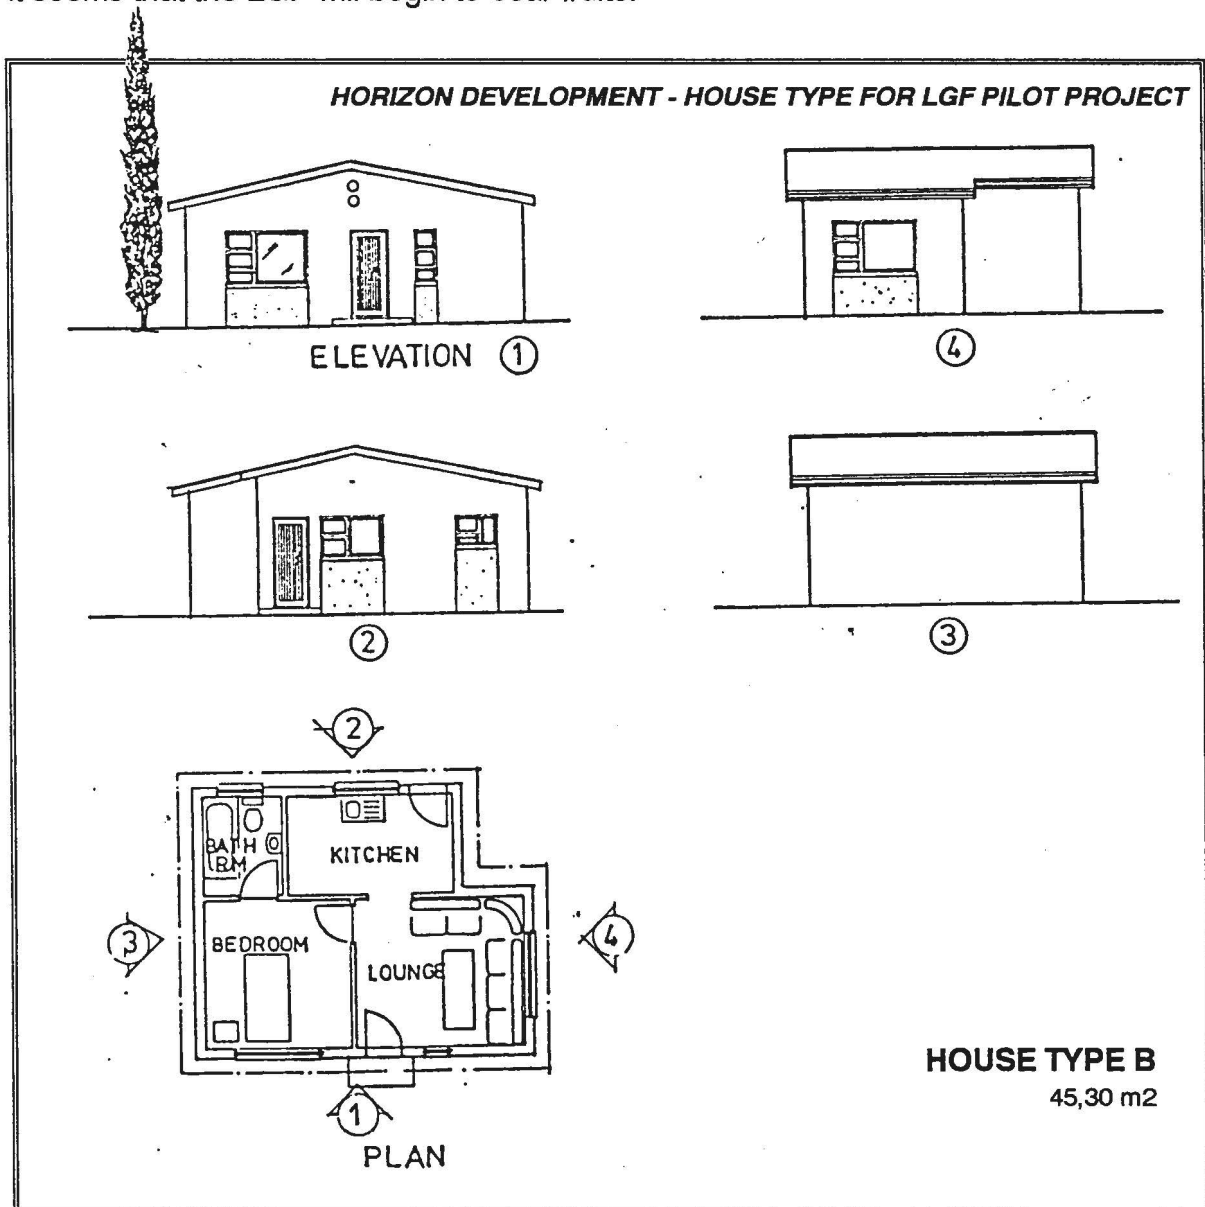 HORIZON DEVELOPMENT - HOUSE TYPE FOR LGF PILOT PROJECT
ELEVATION 1
4
2
3
2
BATH
RM
KITCHEN
3
BEDROOM
LOUNGE
4
1
PLAN
HOUSE TYPE B
45,30 m2